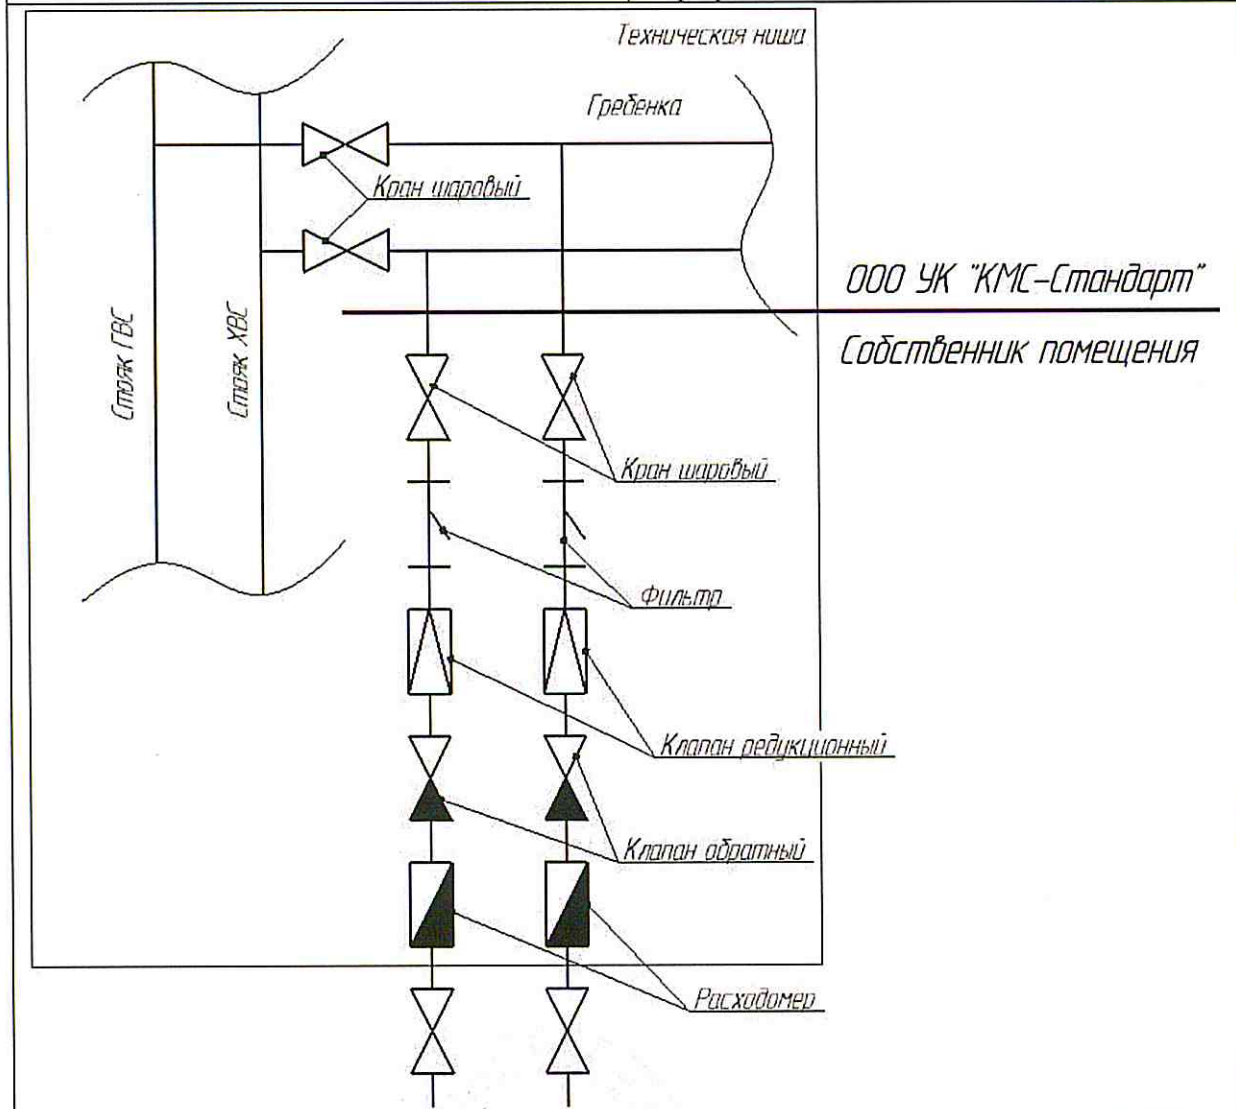 Техническая ниша
Гребенка
Кран шаровый
ООО УК "КМС-Стандарт"
Собственник помещения
Стояк ГВС
Стояк ХВС
Кран шаровый
Фильтр
Клапан редукционный
Клапан обратный
Расходомер